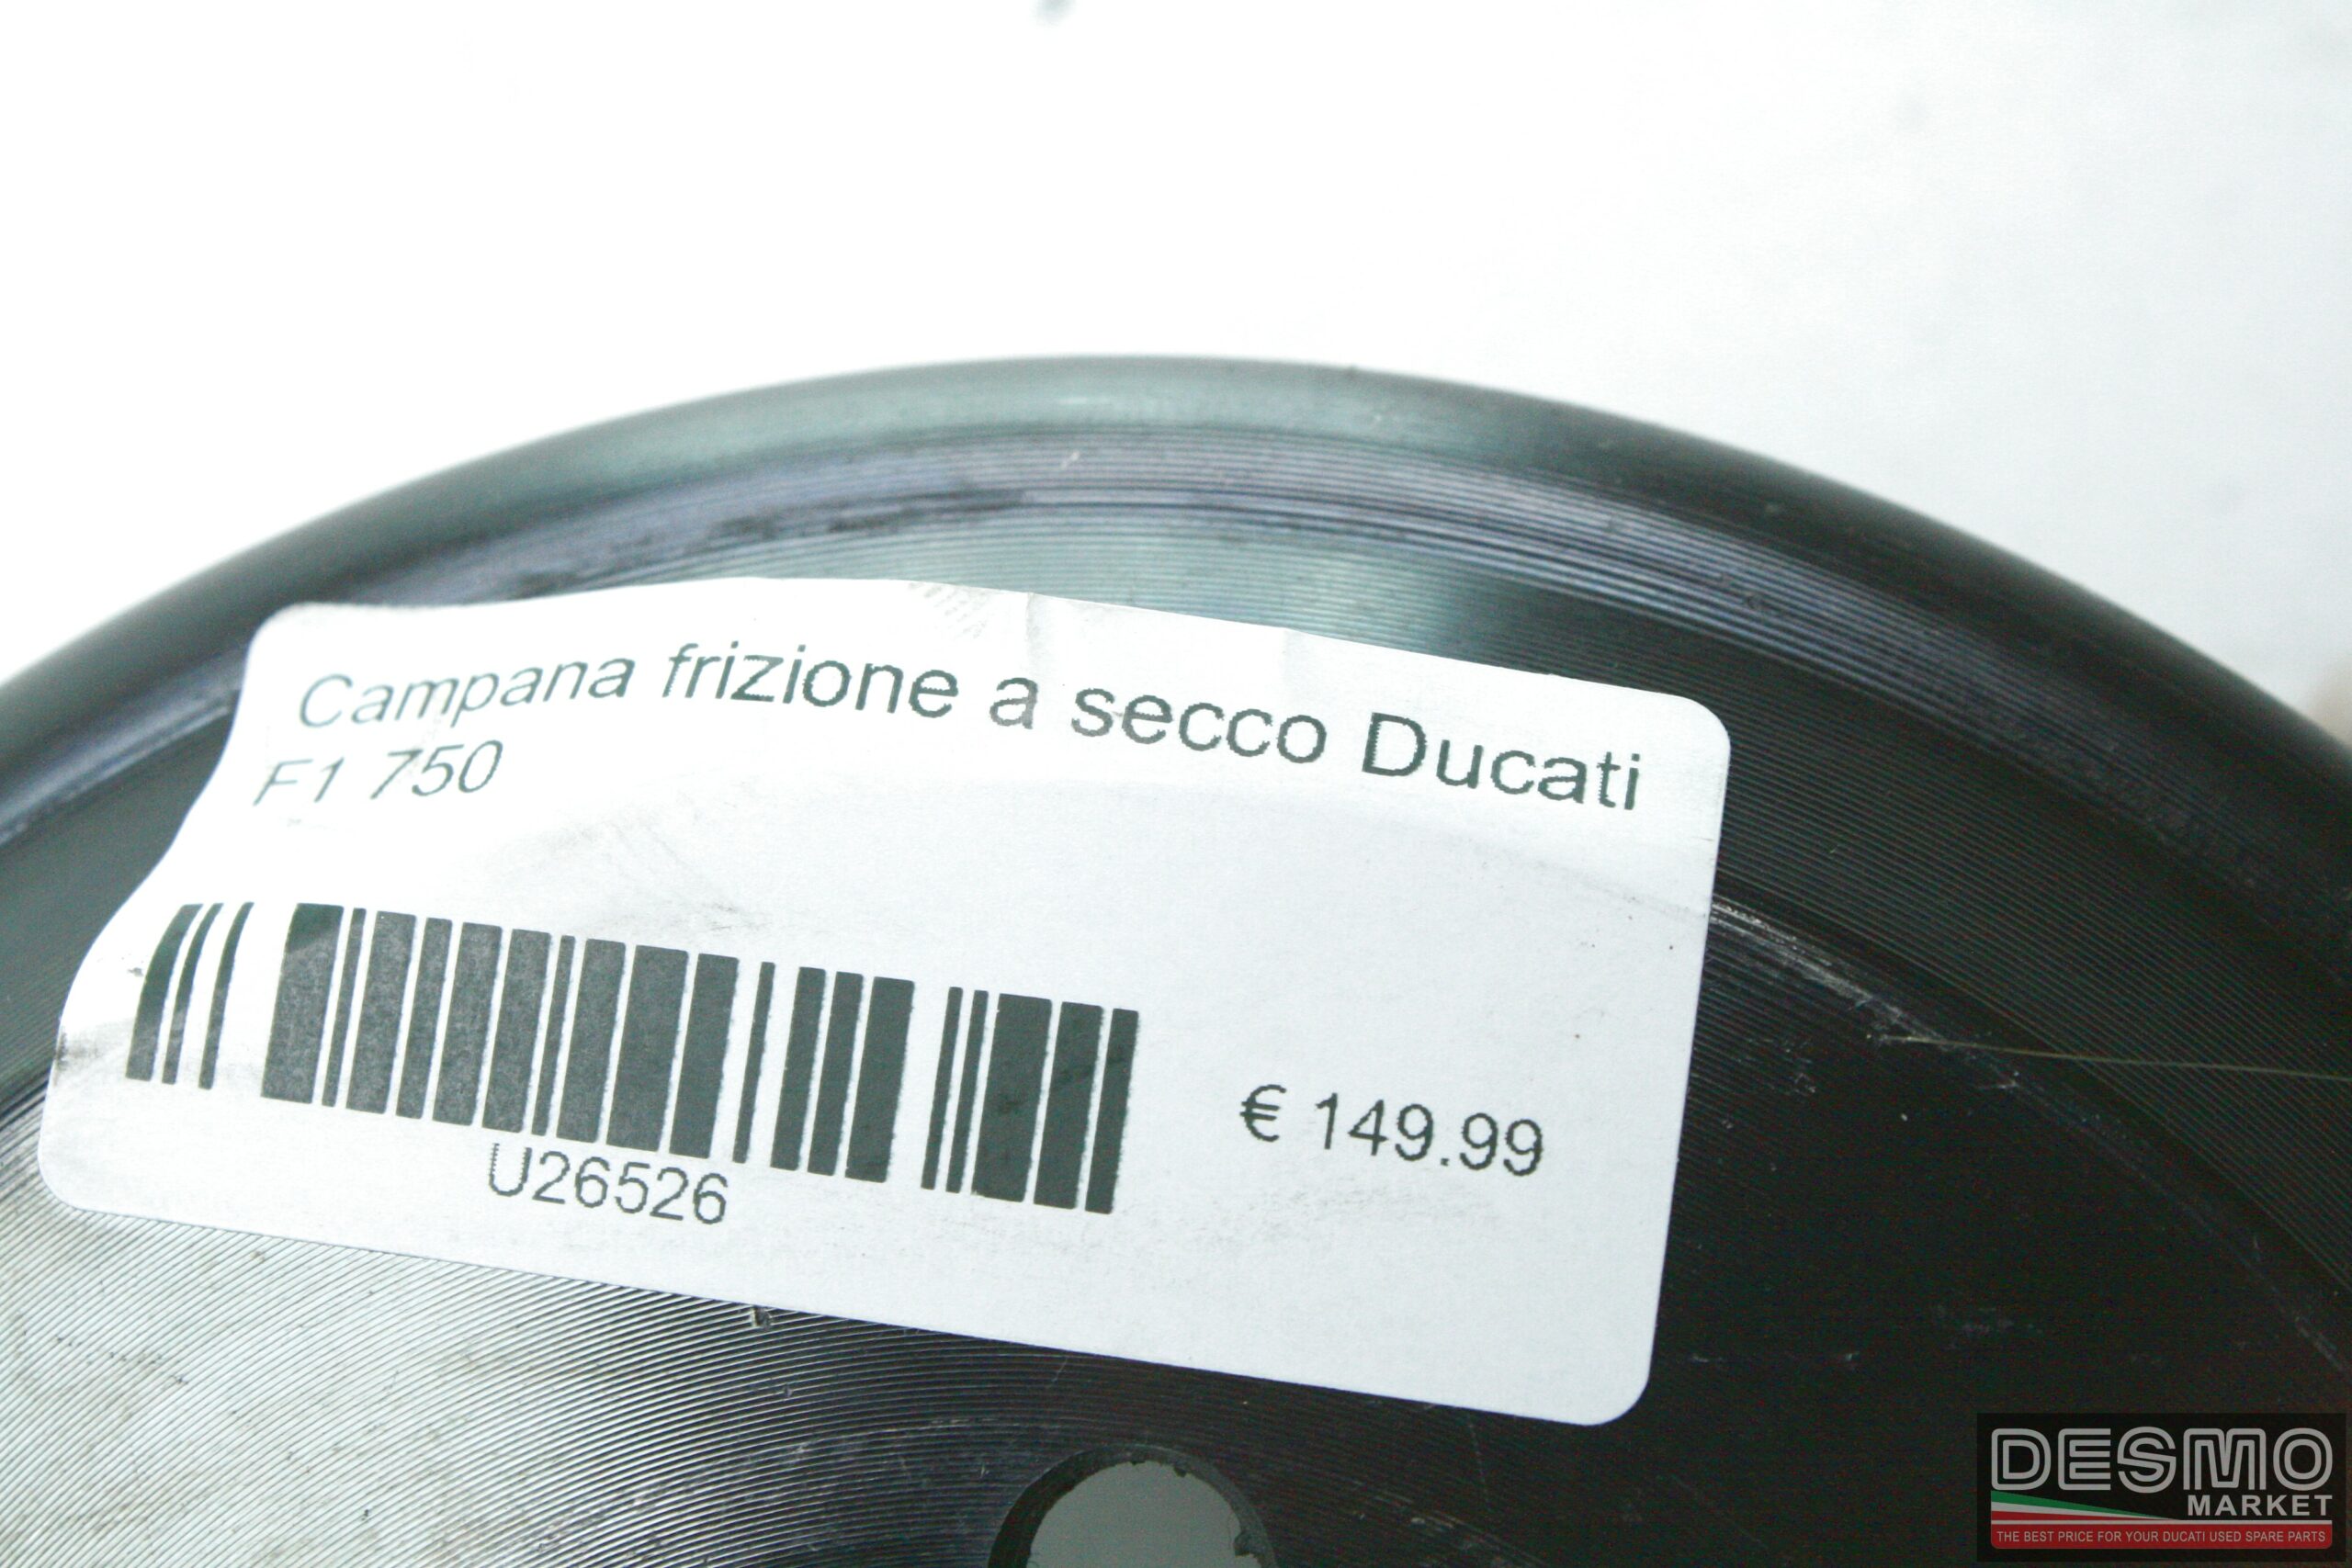 Campana frizione a secco Ducati
F1 750
U26526
€ 149.99
DESMO
MARKET
THE BEST PRICE FOR YOUR DUCATI USED SPARE PARTS